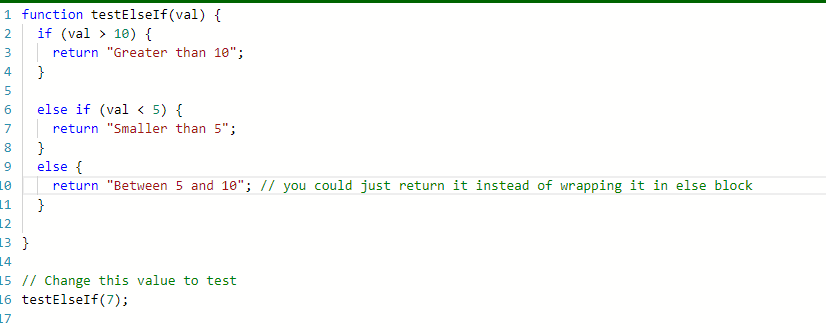 1 function testElseIf(val) {
2 if (val > 10) {
3 return "Greater than 10";
4 }
5
6 else if (val < 5) {
7 return "Smaller than 5";
8 }
9 else {
10 return "Between 5 and 10"; // you could just return it instead of wrapping it in else block
11 }
12
13 }
14
15 // Change this value to test
16 testElseIf(7);
17